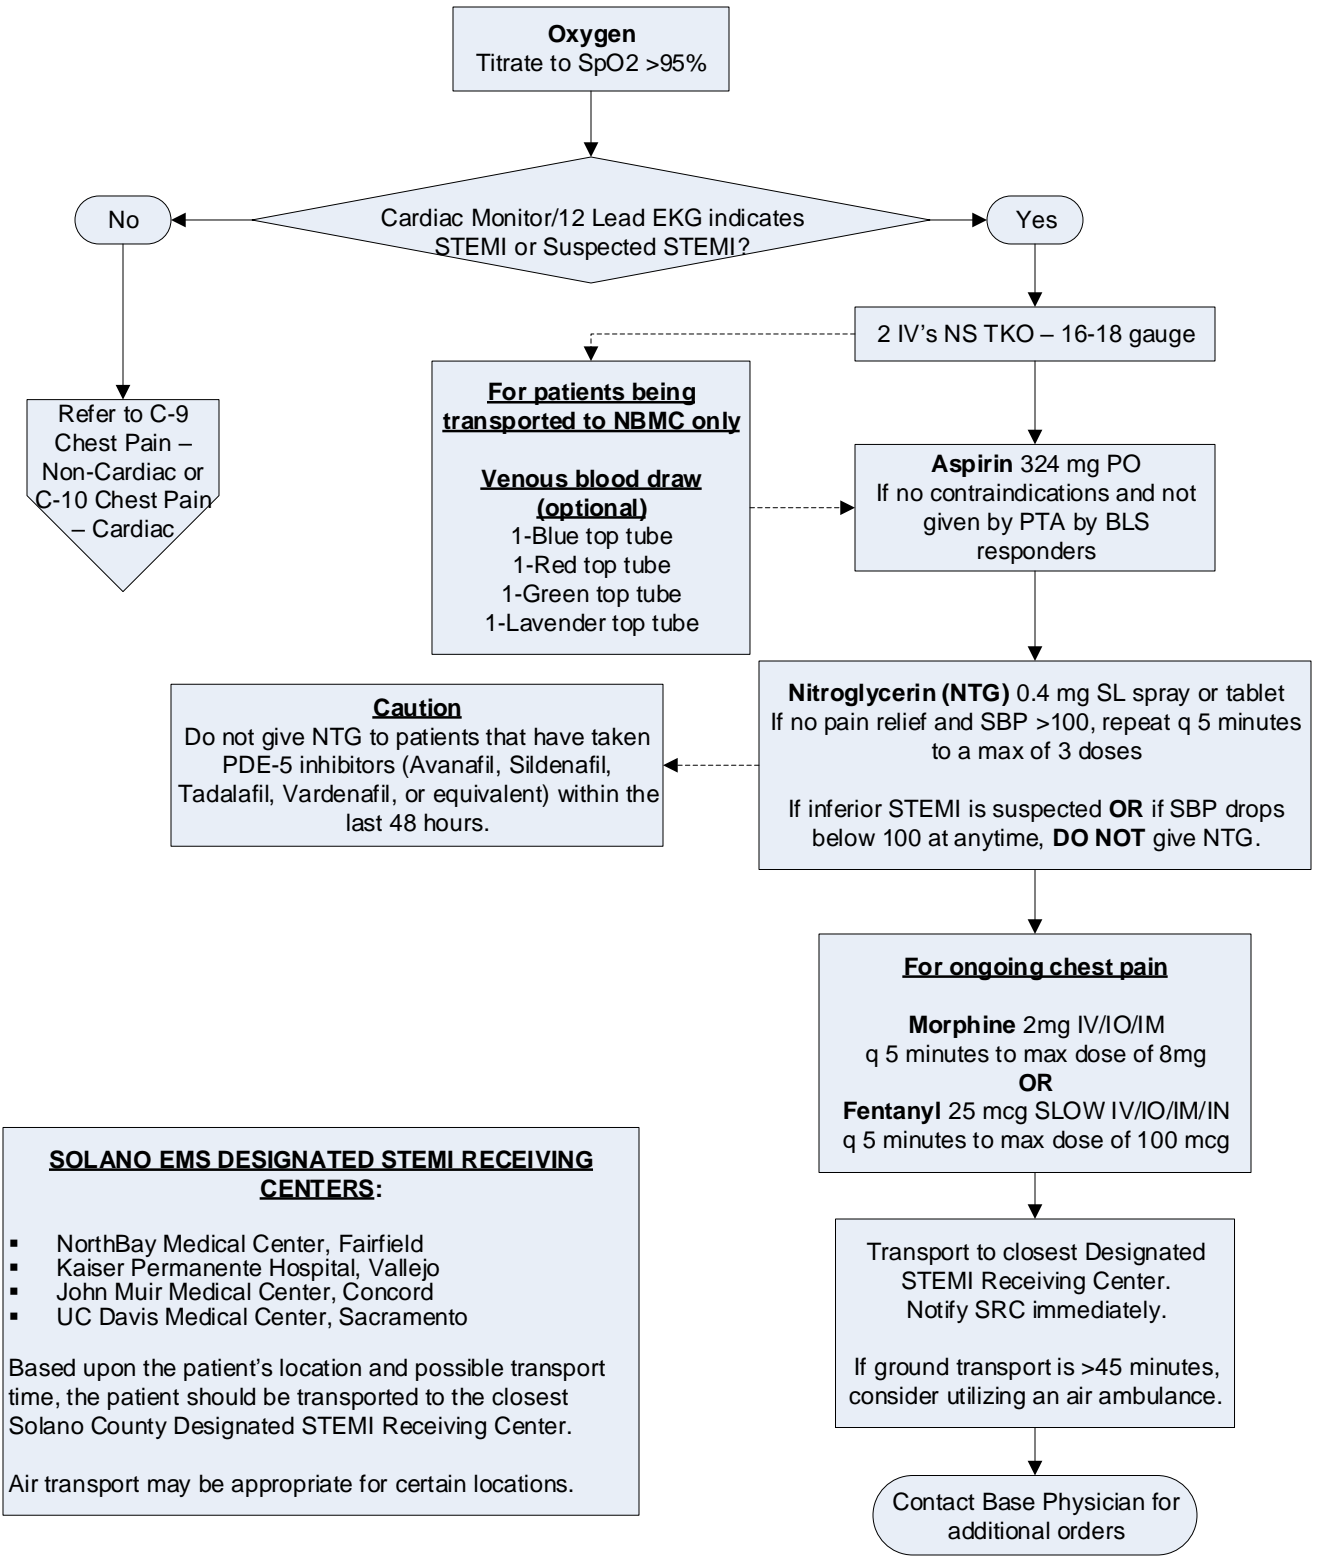 Oxygen
Titrate to SpO2 >95%
Cardiac Monitor/12 Lead EKG indicates
STEMI or Suspected STEMI?
No
Yes
Refer to C-9
Chest Pain –
Non-Cardiac or
C-10 Chest Pain
– Cardiac
2 IV's NS TKO – 16-18 gauge
For patients being
transported to NBMC only
Venous blood draw
(optional)
1-Blue top tube
1-Red top tube
1-Green top tube
1-Lavender top tube
Aspirin 324 mg PO
If no contraindications and not
given by PTA by BLS
responders
Nitroglycerin (NTG) 0.4 mg SL spray or tablet
If no pain relief and SBP >100, repeat q 5 minutes
to a max of 3 doses
If inferior STEMI is suspected OR if SBP drops
below 100 at anytime, DO NOT give NTG.
Caution
Do not give NTG to patients that have taken
PDE-5 inhibitors (Avanafil, Sildenafil,
Tadalafil, Vardenafil, or equivalent) within the
last 48 hours.
For ongoing chest pain
Morphine 2mg IV/IO/IM
q 5 minutes to max dose of 8mg
OR
Fentanyl 25 mcg SLOW IV/IO/IM/IN
q 5 minutes to max dose of 100 mcg
Transport to closest Designated
STEMI Receiving Center.
Notify SRC immediately.
If ground transport is >45 minutes,
consider utilizing an air ambulance.
Contact Base Physician for
additional orders
SOLANO EMS DESIGNATED STEMI RECEIVING
CENTERS:
▪ NorthBay Medical Center, Fairfield
▪ Kaiser Permanente Hospital, Vallejo
▪ John Muir Medical Center, Concord
▪ UC Davis Medical Center, Sacramento
Based upon the patient's location and possible transport
time, the patient should be transported to the closest
Solano County Designated STEMI Receiving Center.
Air transport may be appropriate for certain locations.